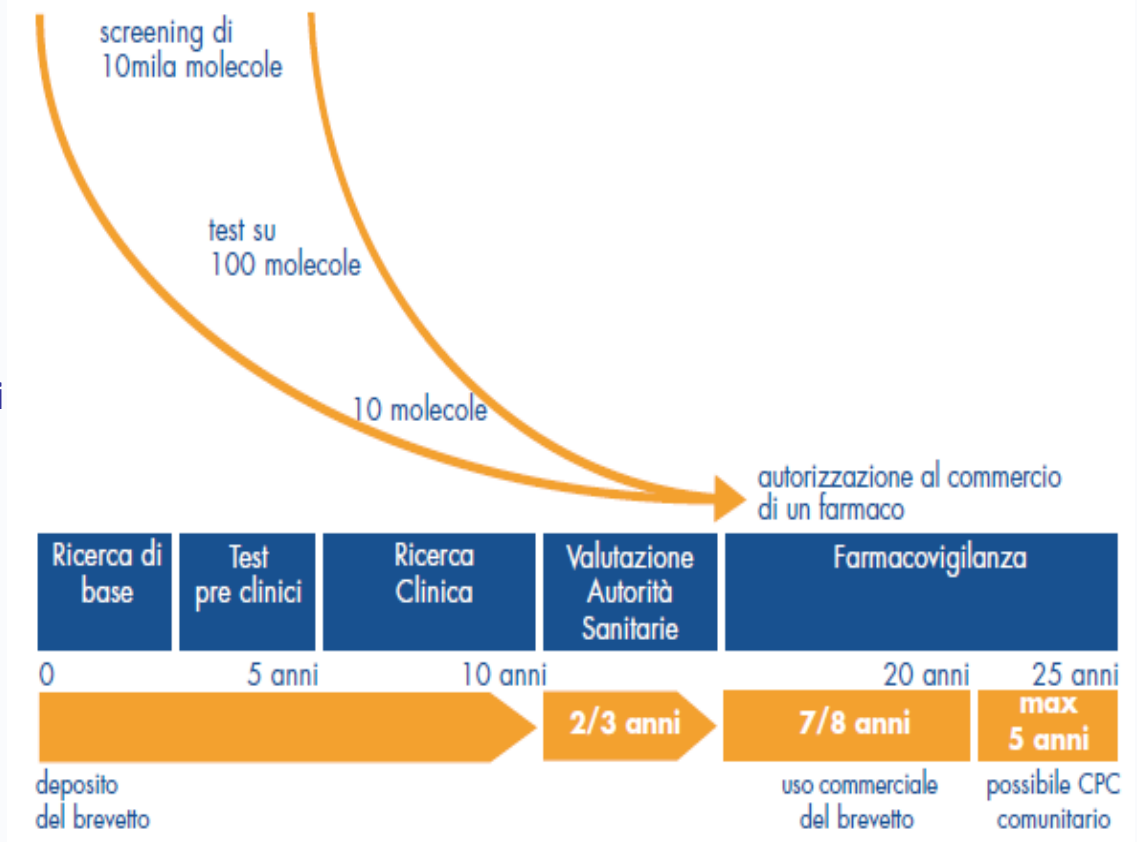 screening di
10mila molecole
test su
100 molecole
i
10 molecole
autorizzazione al commercio
di un farmaco
Ricerca di
base
Test
pre clinici
Ricerca
Clinica
Valutazione
Autorità
Sanitarie
Farmacovigilanza
0
5 anni
10 anni
20 anni
25 anni
2/3 anni
7/8 anni
max
5 anni
deposito
del brevetto
uso commerciale
del brevetto
possibile CPC
comunitario